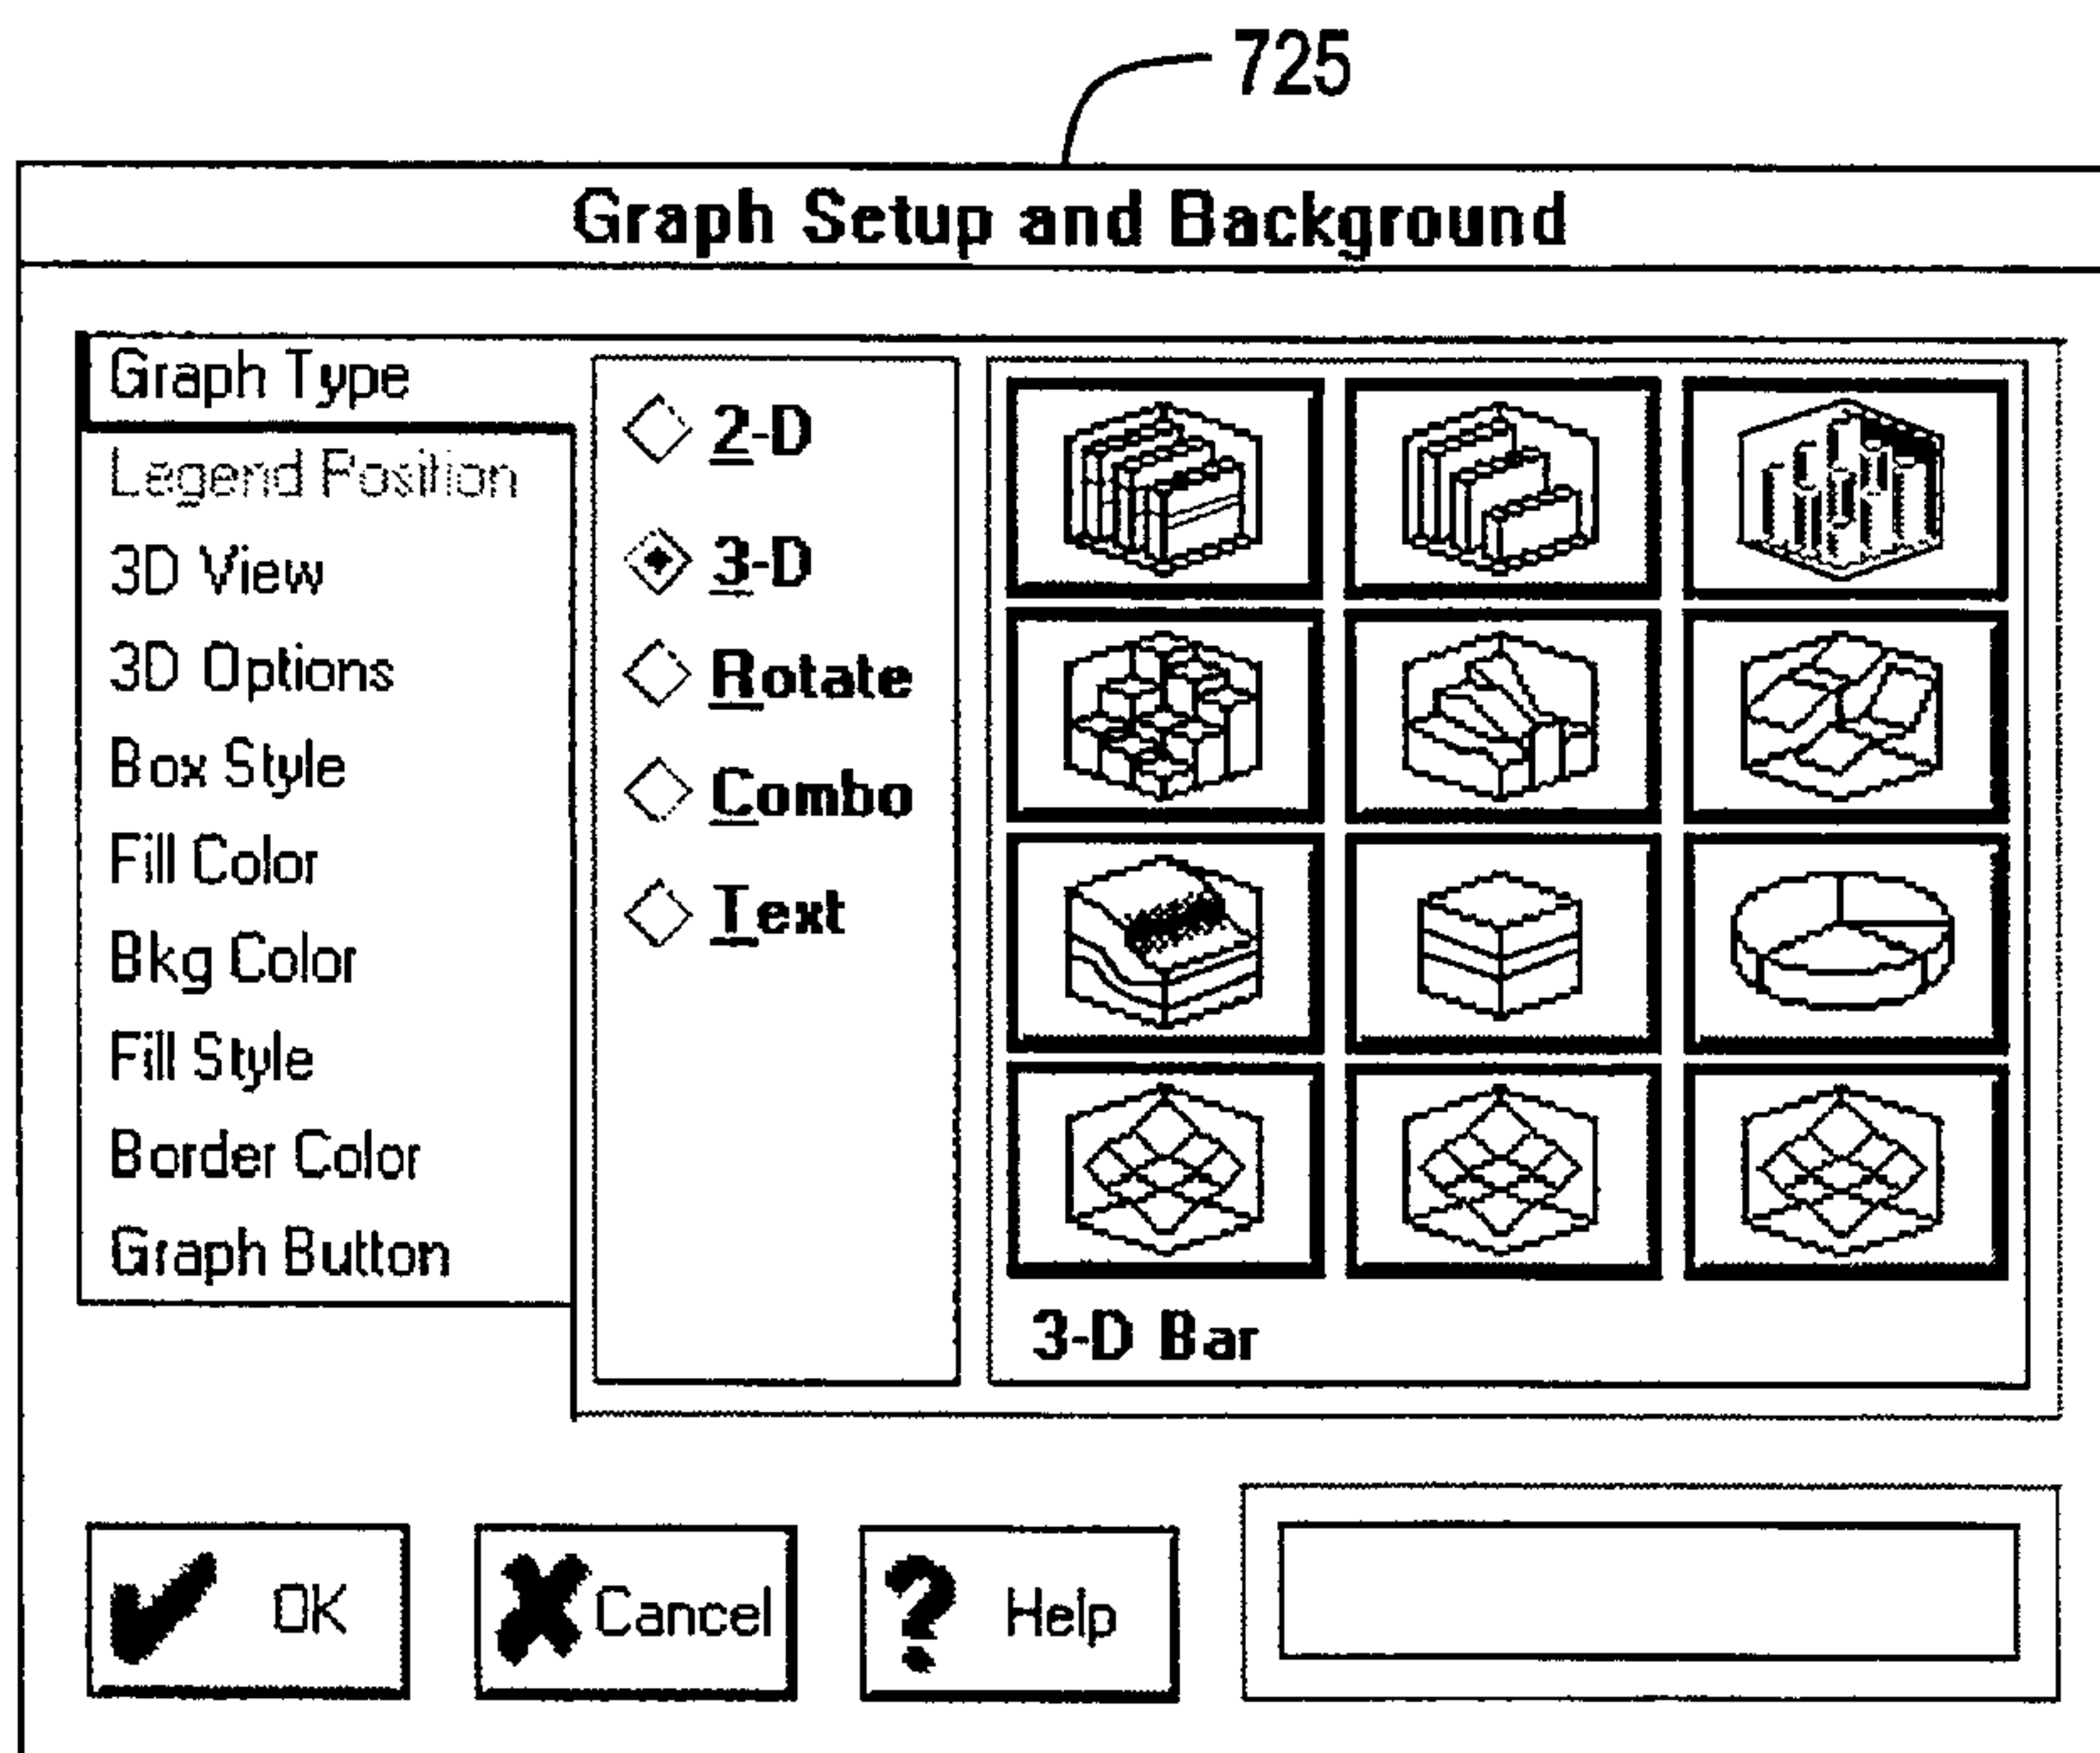 725
Graph Setup and Background
Graph Type
Legend Position
3D View
3D Options
Box Style
Fill Color
Bkg Color
Fill Style
Border Color
Graph Button
2-D
3-D
Rotate
Combo
Text
3-D Bar
OK
Cancel
Help